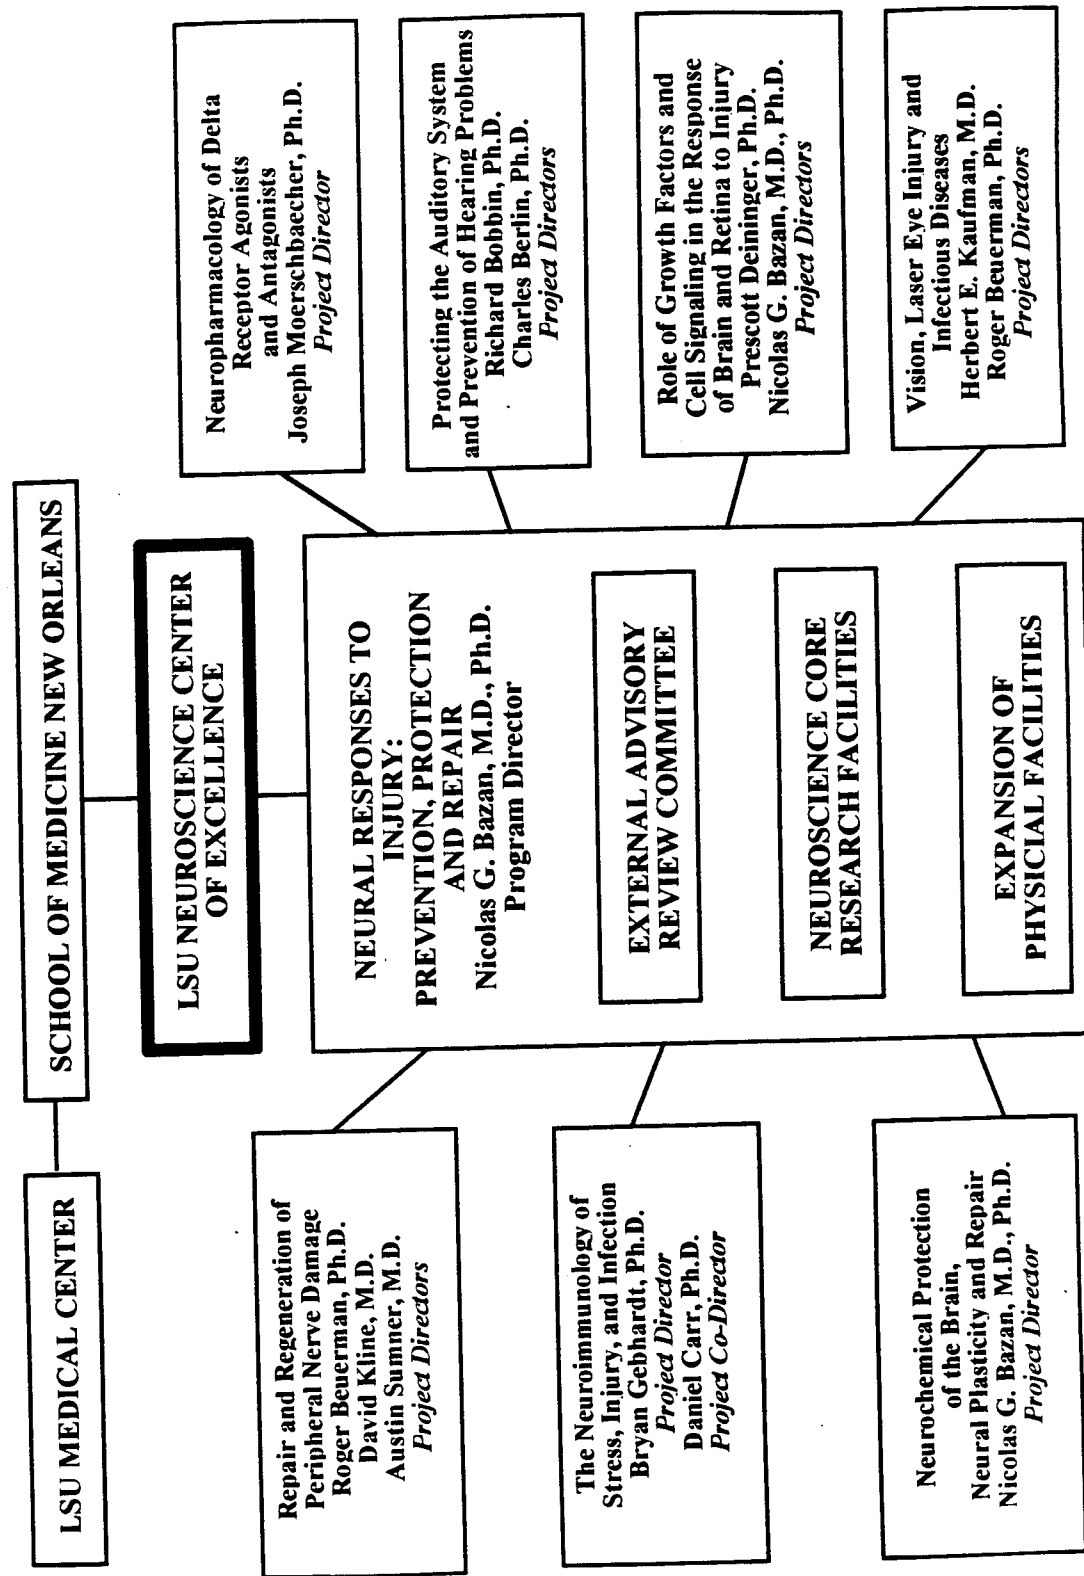 LSU MEDICAL CENTER
SCHOOL OF MEDICINE NEW ORLEANS
LSU NEUROSCIENCE CENTER
OF EXCELLENCE
NEURAL RESPONSES TO
INJURY:
PREVENTION, PROTECTION
AND REPAIR
Nicolas G. Bazan, M.D., Ph.D.
Program Director
EXTERNAL ADVISORY
REVIEW COMMITTEE
NEUROSCIENCE CORE
RESEARCH FACILITIES
EXPANSION OF
PHYSICIAL FACILITIES
Repair and Regeneration of
Peripheral Nerve Damage
Roger Beuerman, Ph.D.
David Kline, M.D.
Austin Sumner, M.D.
Project Directors
The Neuroimmunology of
Stress, Injury, and Infection
Bryan Gebhardt, Ph.D.
Project Director
Daniel Carr, Ph.D.
Project Co-Director
Neurochemical Protection
of the Brain,
Neural Plasticity and Repair
Nicolas G. Bazan, M.D., Ph.D.
Project Director
Neuropharmacology of Delta
Receptor Agonists
and Antagonists
Joseph Moerschbaecher, Ph.D.
Project Director
Protecting the Auditory System
and Prevention of Hearing Problems
Richard Bobbin, Ph.D.
Charles Berlin, Ph.D.
Project Directors
Role of Growth Factors and
Cell Signaling in the Response
of Brain and Retina to Injury
Prescott Deininger, Ph.D.
Nicolas G. Bazan, M.D., Ph.D.
Project Directors
Vision, Laser Eye Injury and
Infectious Diseases
Herbert E. Kaufman, M.D.
Roger Beuerman, Ph.D.
Project Directors